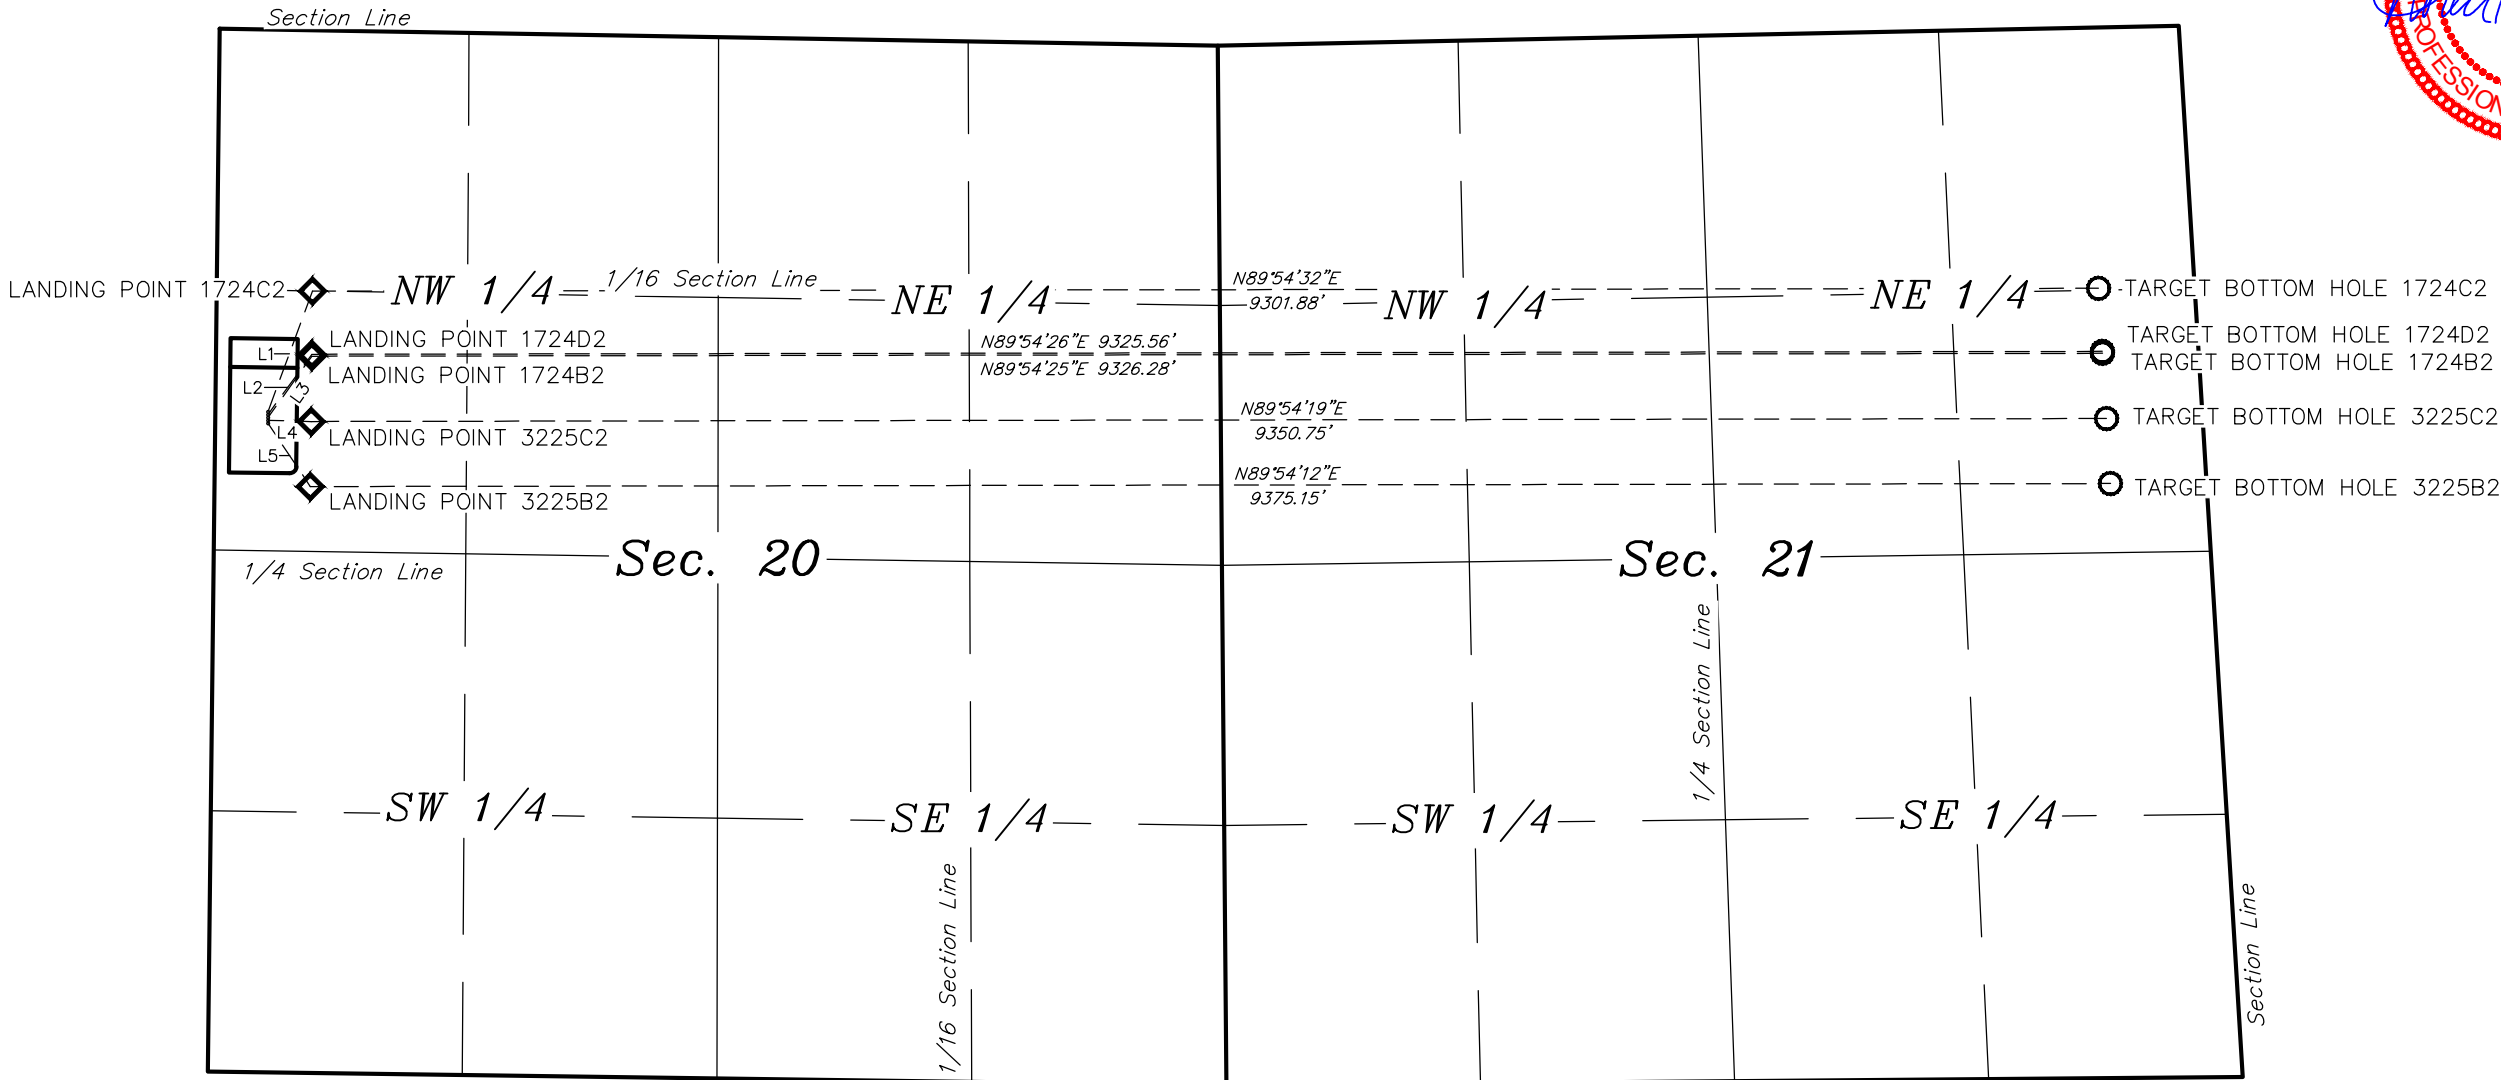 Section Line
PROFESSION
LANDING POINT 1724C2
NW 1/4
1/16 Section Line
NE 1/4
N89°54'32"E
9301.88'
NW 1/4
NE 1/4
TARGET BOTTOM HOLE 1724C2
L1
LANDING POINT 1724D2
N89°54'26"E 9325.56'
TARGET BOTTOM HOLE 1724D2
LANDING POINT 1724B2
N89°54'25"E 9326.28'
TARGET BOTTOM HOLE 1724B2
L2
L3
N89°54'19"E
9350.75'
TARGET BOTTOM HOLE 3225C2
L4
LANDING POINT 3225C2
L5
N89°54'12"E
9375.15'
TARGET BOTTOM HOLE 3225B2
LANDING POINT 3225B2
Sec. 20
Sec. 21
1/4 Section Line
1/4 Section Line
SW 1/4
SE 1/4
SW 1/4
SE 1/4
1/16 Section Line
Section Line